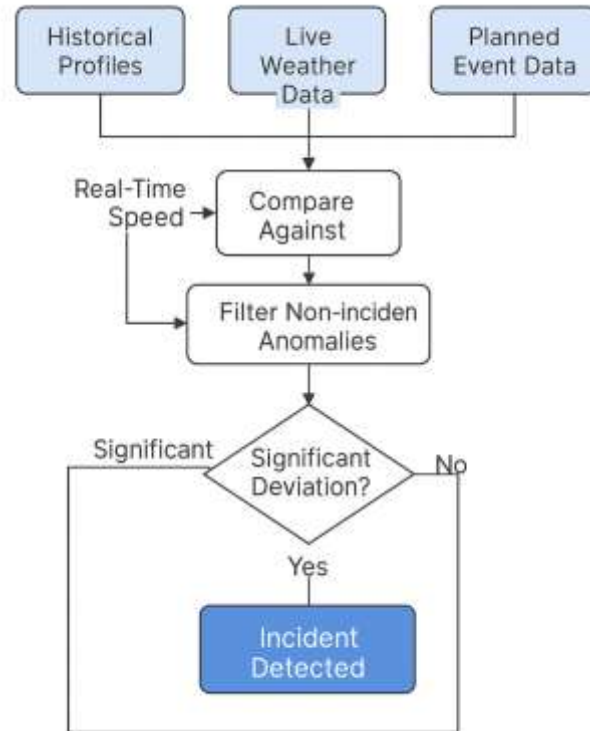 Historical
Profiles
Live
Weather
Data
Planned
Event Data
Real-Time
Speed
Compare
Against
Filter Non-inciden
Anomalies
Significant
Significant
Deviation?
No
Yes
Incident
Detected